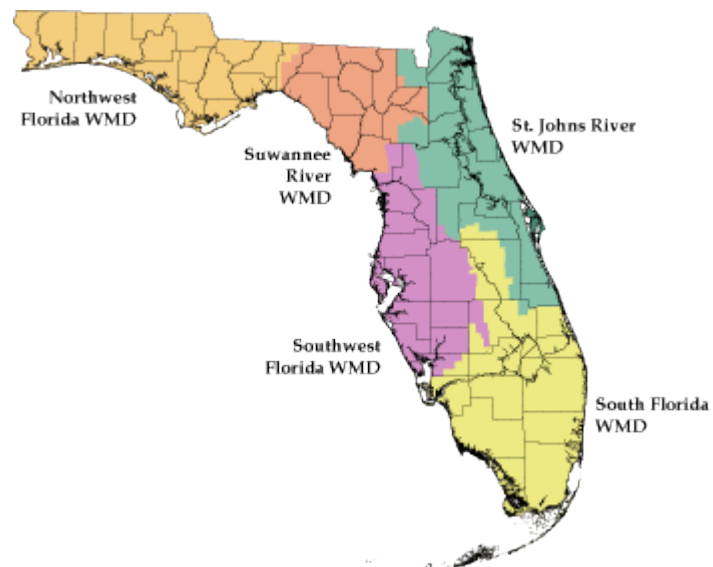 Northwest
Florida WMD
St. Johns River
WMD
Suwannee
River
WMD
Southwest
Florida WMD
South Florida
WMD